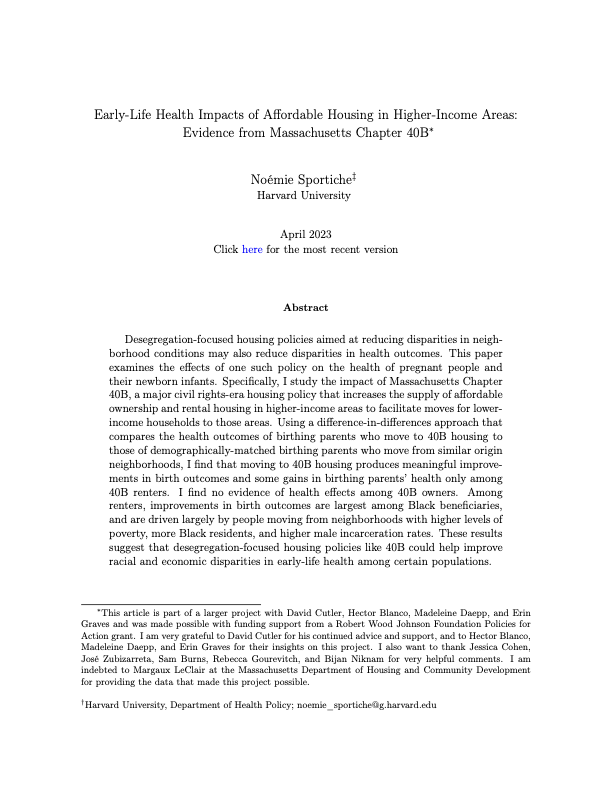 Early-Life Health Impacts of Affordable Housing in Higher-Income Areas:
Evidence from Massachusetts Chapter 40B*
Noémie Sportiche‡
Harvard University
April 2023
Click here for the most recent version
Abstract
Desegregation-focused housing policies aimed at reducing disparities in neigh-
borhood conditions may also reduce disparities in health outcomes. This paper
examines the effects of one such policy on the health of pregnant people and
their newborn infants. Specifically, I study the impact of Massachusetts Chapter
40B, a major civil rights-era housing policy that increases the supply of affordable
ownership and rental housing in higher-income areas to facilitate moves for lower-
income households to those areas. Using a difference-in-differences approach that
compares the health outcomes of birthing parents who move to 40B housing to
those of demographically-matched birthing parents who move from similar origin
neighborhoods, I find that moving to 40B housing produces meaningful improve-
ments in birth outcomes and some gains in birthing parents' health only among
40B renters. I find no evidence of health effects among 40B owners. Among
renters, improvements in birth outcomes are largest among Black beneficiaries,
and are driven largely by people moving from neighborhoods with higher levels of
poverty, more Black residents, and higher male incarceration rates. These results
suggest that desegregation-focused housing policies like 40B could help improve
racial and economic disparities in early-life health among certain populations.
*This article is part of a larger project with David Cutler, Hector Blanco, Madeleine Daepp, and Erin
Graves and was made possible with funding support from a Robert Wood Johnson Foundation Policies for
Action grant. I am very grateful to David Cutler for his continued advice and support, and to Hector Blanco,
Madeleine Daepp, and Erin Graves for their insights on this project. I also want to thank Jessica Cohen,
José Zubizarreta, Sam Burns, Rebecca Gourevitch, and Bijan Niknam for very helpful comments. I am
indebted to Margaux LeClair at the Massachusetts Department of Housing and Community Development
for providing the data that made this project possible.
†Harvard University, Department of Health Policy; noemie_sportiche@g.harvard.edu